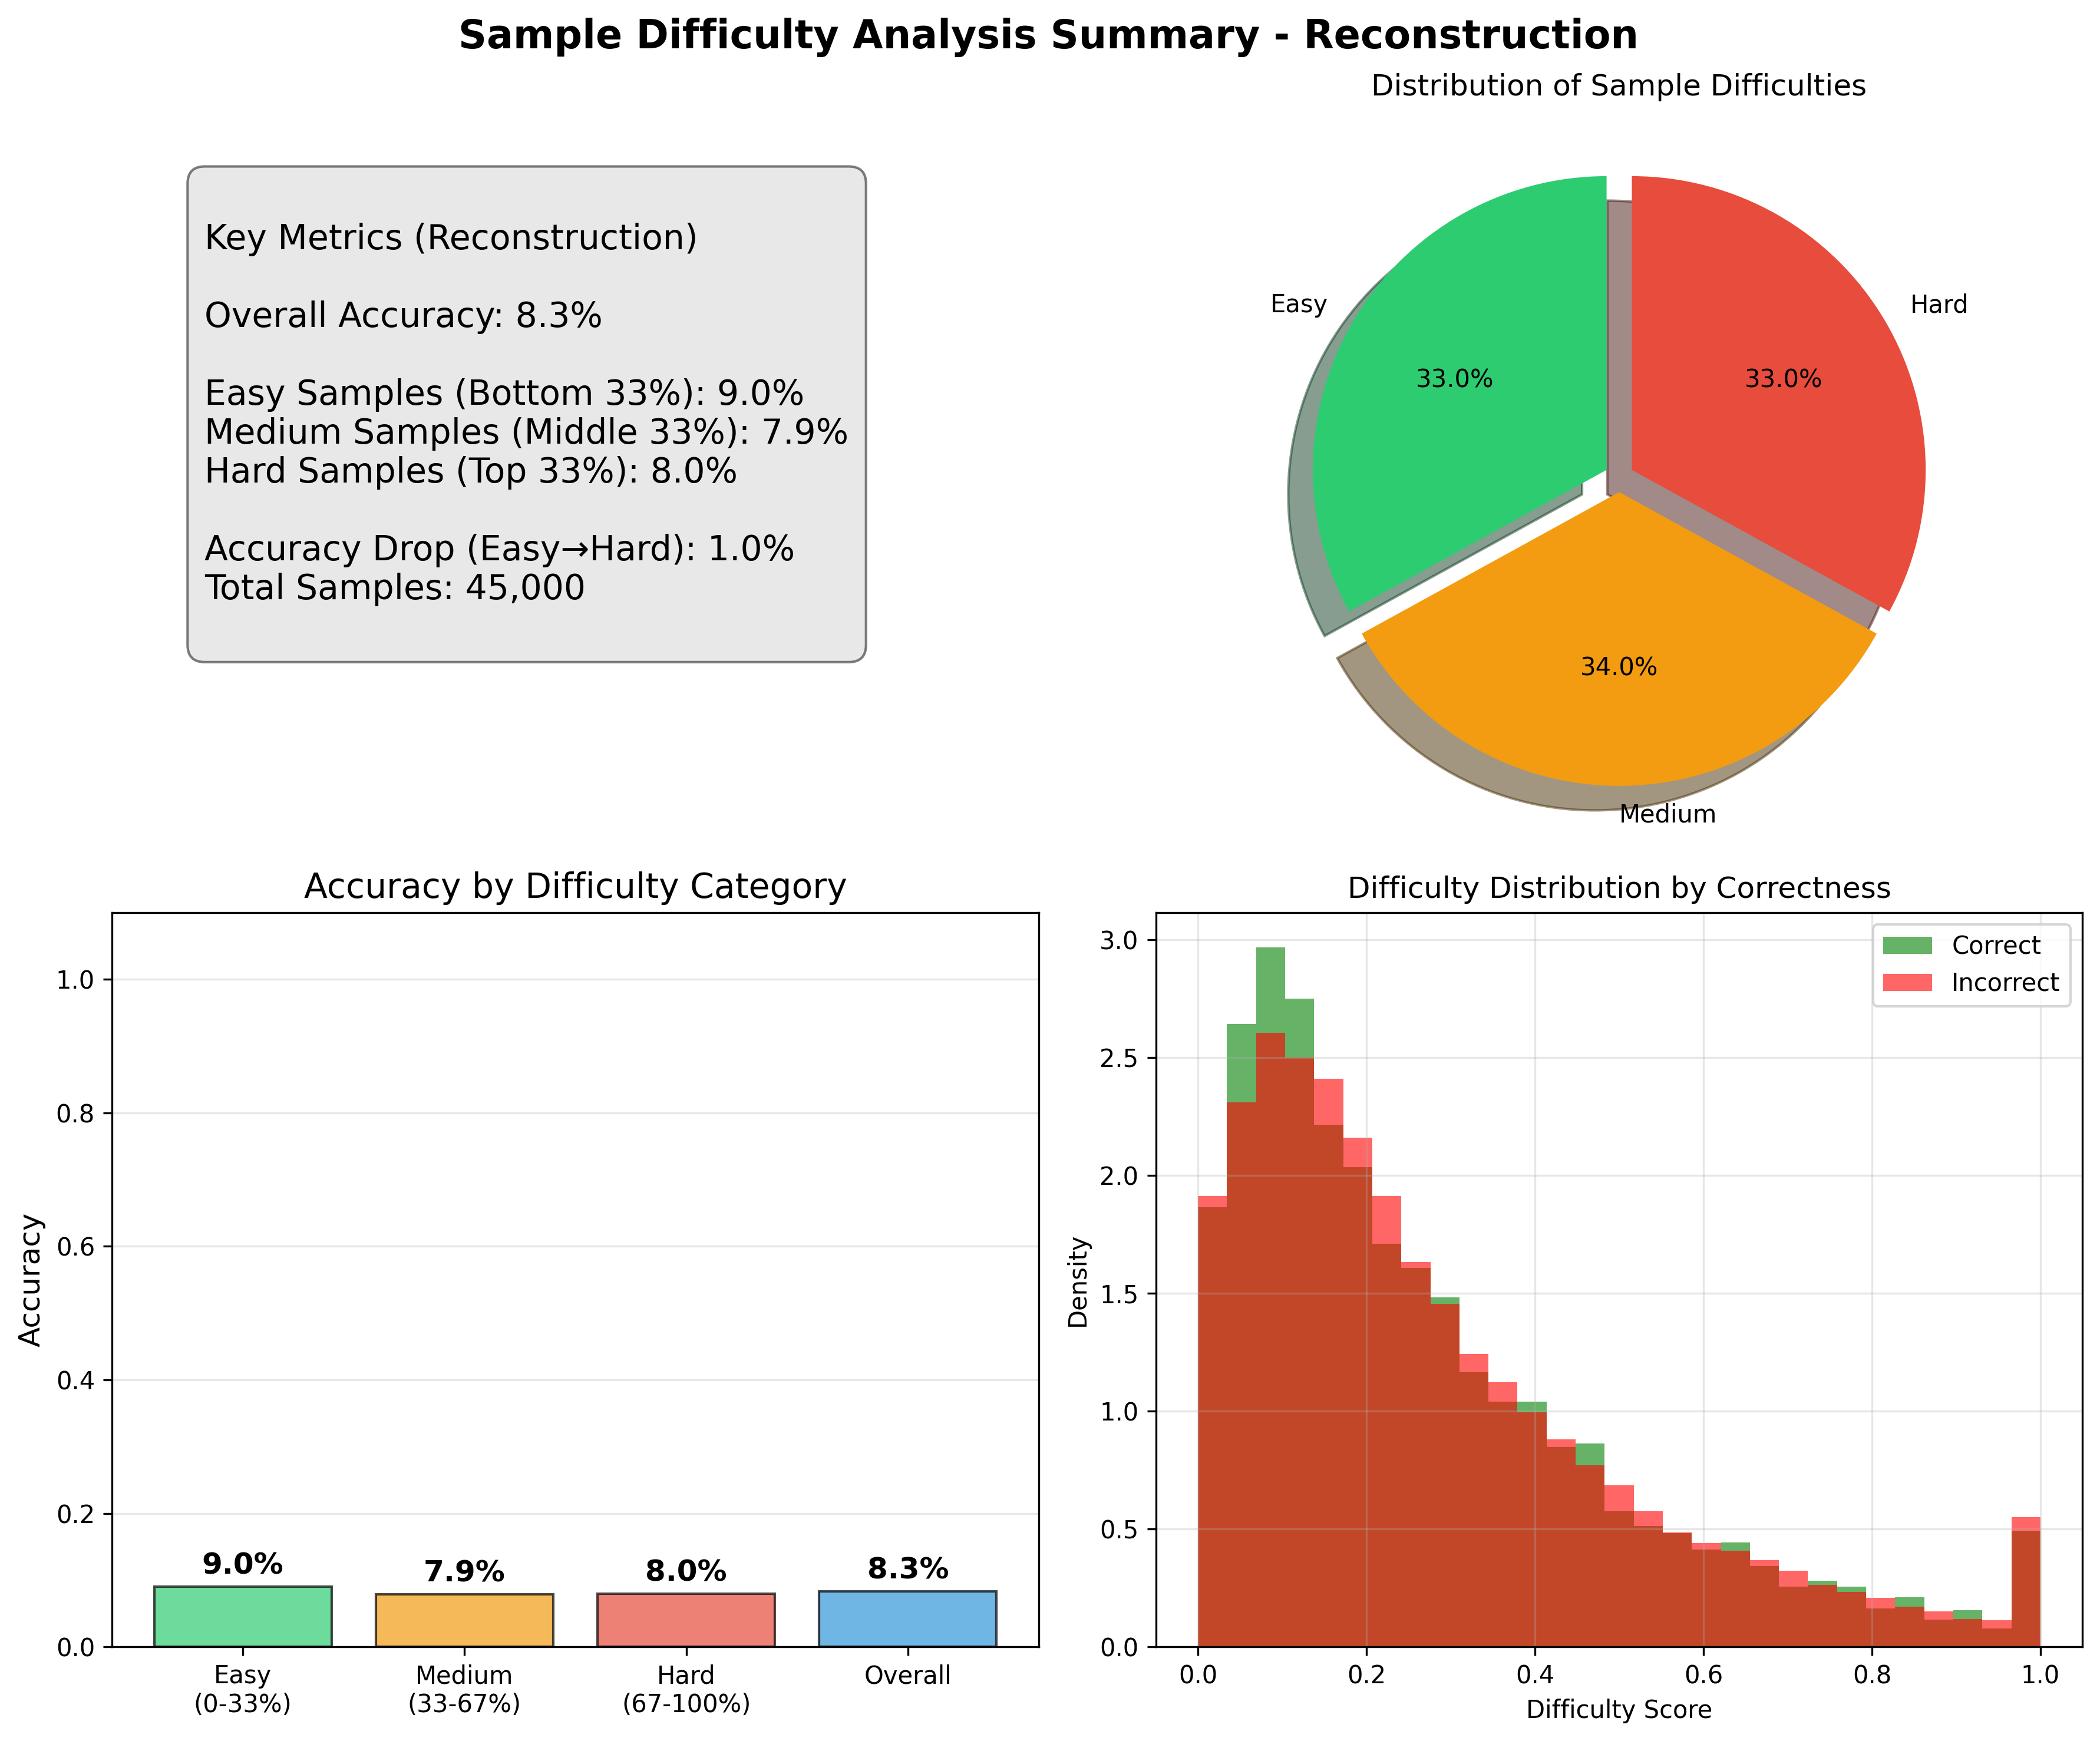 Sample Difficulty Analysis Summary - Reconstruction
Key Metrics (Reconstruction)
Overall Accuracy: 8.3%
Easy Samples (Bottom 33%): 9.0%
Medium Samples (Middle 33%): 7.9%
Hard Samples (Top 33%): 8.0%
Accuracy Drop (Easy→Hard): 1.0%
Total Samples: 45,000
Distribution of Sample Difficulties
Easy
Hard
33.0%
33.0%
34.0%
Medium
Accuracy by Difficulty Category
Accuracy
1.0
0.8
0.6
0.4
0.2
0.0
9.0%
7.9%
8.0%
8.3%
Easy
(0-33%)
Medium
(33-67%)
Hard
(67-100%)
Overall
Difficulty Distribution by Correctness
Correct
Incorrect
Density
3.0
2.5
2.0
1.5
1.0
0.5
0.0
0.0
0.2
0.4
0.6
0.8
1.0
Difficulty Score